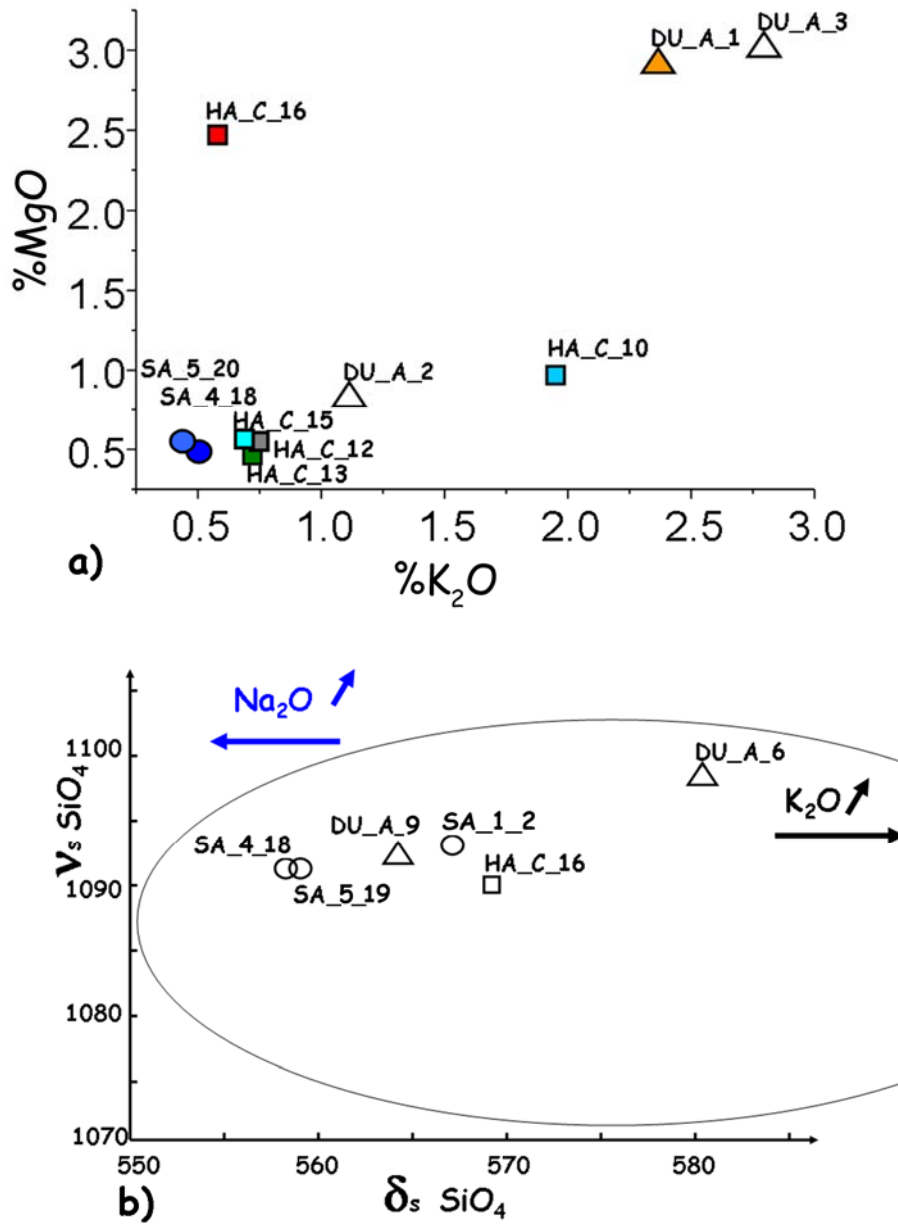 DU_A_3
DU_A_1
3.0
HA_C_16
2.5
%MgO
2.0
1.5
HA_C_10
SA_5_20
DU_A_2
1.0
SA_4_18
HA_C_15
HA_C_12
0.5
HA_C_13
0.5 1.0 1.5 2.0 2.5 3.0
a)
%K₂O
Na₂O
1100
DU_A_6
K₂O
νs SiO₄
DU_A_9
SA_1_2
SA_4_18
HA_C_16
1090
SA_5_19
1080
1070
550 560 570 580
b)
δs SiO₄